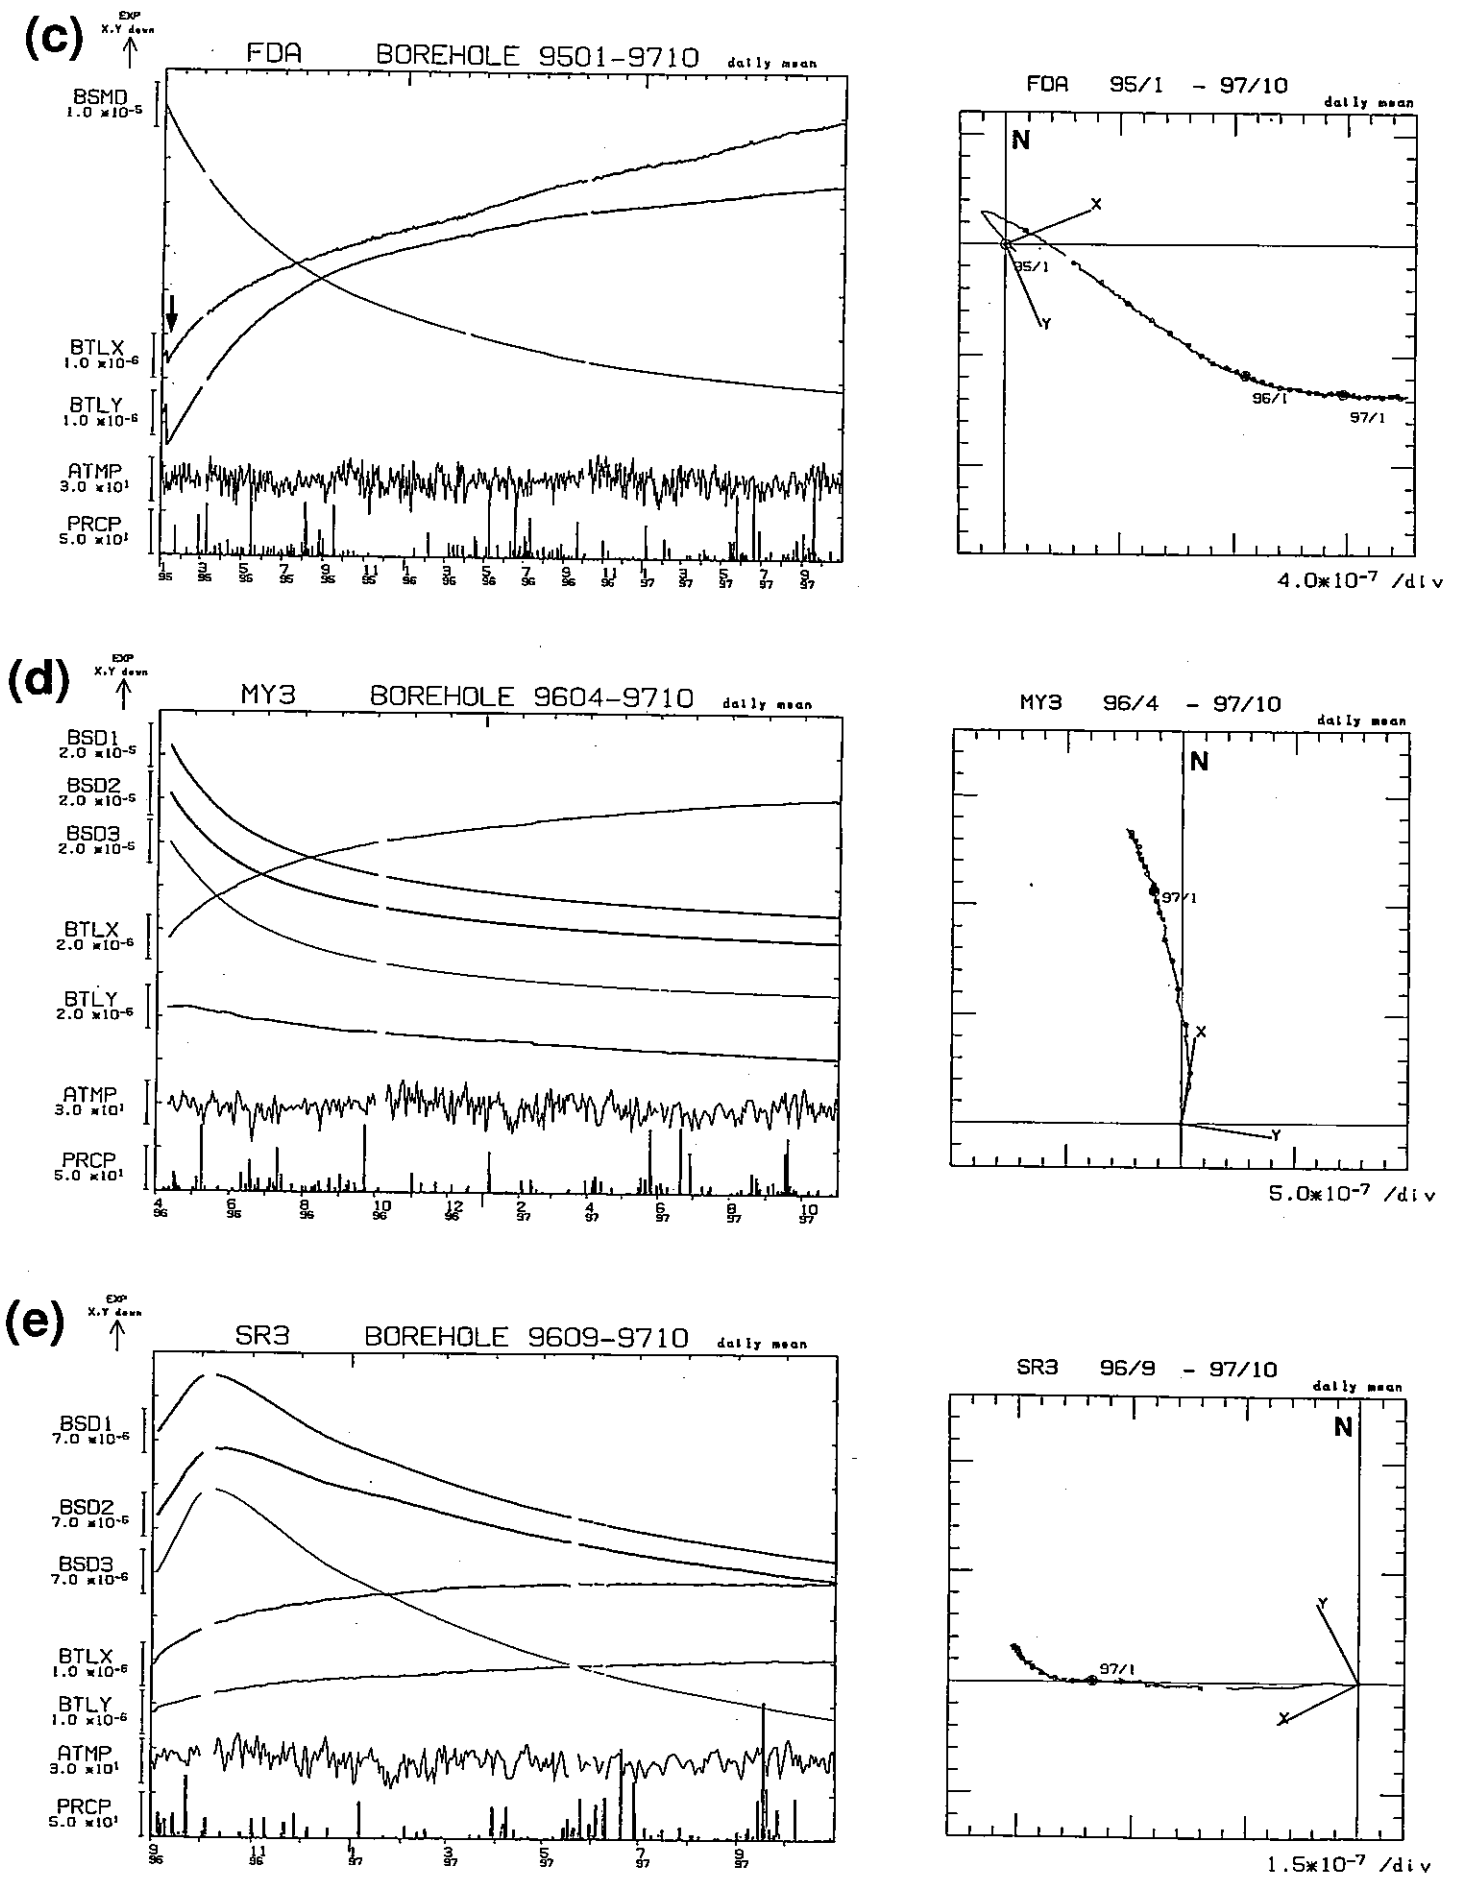 (c)
EXP
X,Y down
FDA BOREHOLE 9501-9710 daily mean
BSMD
1.0 ×10-5
BTLX
1.0 ×10-6
BTLY
1.0 ×10-6
ATMP
3.0 ×10¹
PRCP
5.0 ×10¹
1 3 5 7 9 11 1 3 5 7 9 11 1 3 5 7 9
95 95 95 95 95 95 96 96 96 96 96 96 97 97 97 97 97
FDA 95/1 - 97/10
daily mean
N
X
95/1
Y
96/1
97/1
4.0*10-7 /div
(d)
EXP
X,Y down
MY3 BOREHOLE 9604-9710 daily mean
BSD1
2.0 ×10-5
BSD2
2.0 ×10-5
BSD3
2.0 ×10-5
BTLX
2.0 ×10-6
BTLY
2.0 ×10-6
ATMP
3.0 ×10¹
PRCP
5.0 ×10¹
4 6 8 10 12 2 4 6 8 10
96 96 96 96 96 97 97 97 97 97
MY3 96/4 - 97/10
daily mean
N
97/1
X
Y
5.0*10-7 /div
(e)
EXP
X,Y down
SR3 BOREHOLE 9609-9710 daily mean
BSD1
7.0 ×10-6
BSD2
7.0 ×10-6
BSD3
7.0 ×10-6
BTLX
1.0 ×10-6
BTLY
1.0 ×10-6
ATMP
3.0 ×10¹
PRCP
5.0 ×10¹
9 11 1 3 5 7 9
96 96 97 97 97 97 97
SR3 96/9 - 97/10
daily mean
N
Y
97/1
X
1.5*10-7 /div